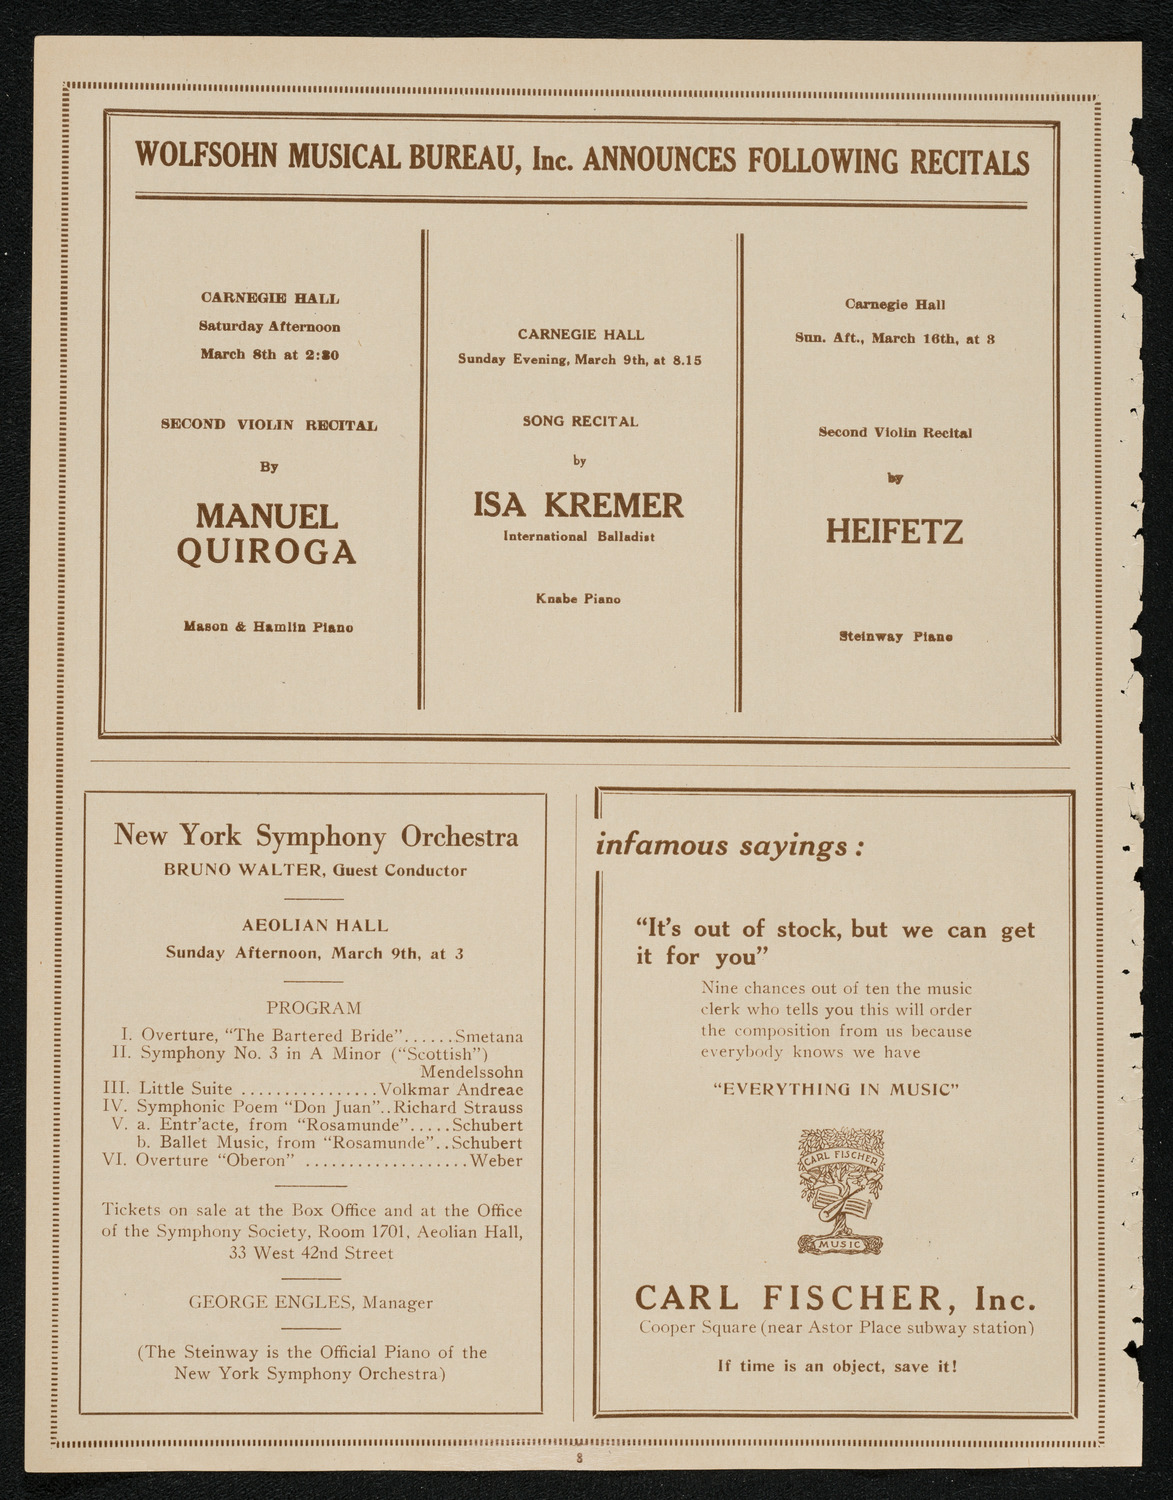 WOLFSOHN MUSICAL BUREAU, Inc. ANNOUNCES FOLLOWING RECITALS
CARNEGIE HALL
Saturday Afternoon
March 8th at 2:30
SECOND VIOLIN RECITAL
By
MANUEL
QUIROGA
Mason & Hamlin Piano
CARNEGIE HALL
Sunday Evening, March 9th, at 8.15
SONG RECITAL
by
ISA KREMER
International Balladist
Knabe Piano
Carnegie Hall
Sun. Aft., March 16th, at 3
Second Violin Recital
by
HEIFETZ
Steinway Piano
New York Symphony Orchestra
BRUNO WALTER, Guest Conductor
AEOLIAN HALL
Sunday Afternoon, March 9th, at 3
PROGRAM
I. Overture, “The Bartered Bride”......Smetana
II. Symphony No. 3 in A Minor (“Scottish”)
Mendelssohn
III. Little Suite ................Volkmar Andreae
IV. Symphonic Poem “Don Juan”..Richard Strauss
V. a. Entr’acte, from “Rosamunde”.....Schubert
b. Ballet Music, from “Rosamunde”..Schubert
VI. Overture “Oberon” ...................Weber
Tickets on sale at the Box Office and at the Office
of the Symphony Society, Room 1701, Aeolian Hall,
33 West 42nd Street
GEORGE ENGLES, Manager
(The Steinway is the Official Piano of the
New York Symphony Orchestra)
infamous sayings :
“It’s out of stock, but we can get
it for you”
Nine chances out of ten the music
clerk who tells you this will order
the composition from us because
everybody knows we have
“EVERYTHING IN MUSIC”
CARL FISCHER
MUSIC
CARL FISCHER, Inc.
Cooper Square (near Astor Place subway station)
If time is an object, save it!
8